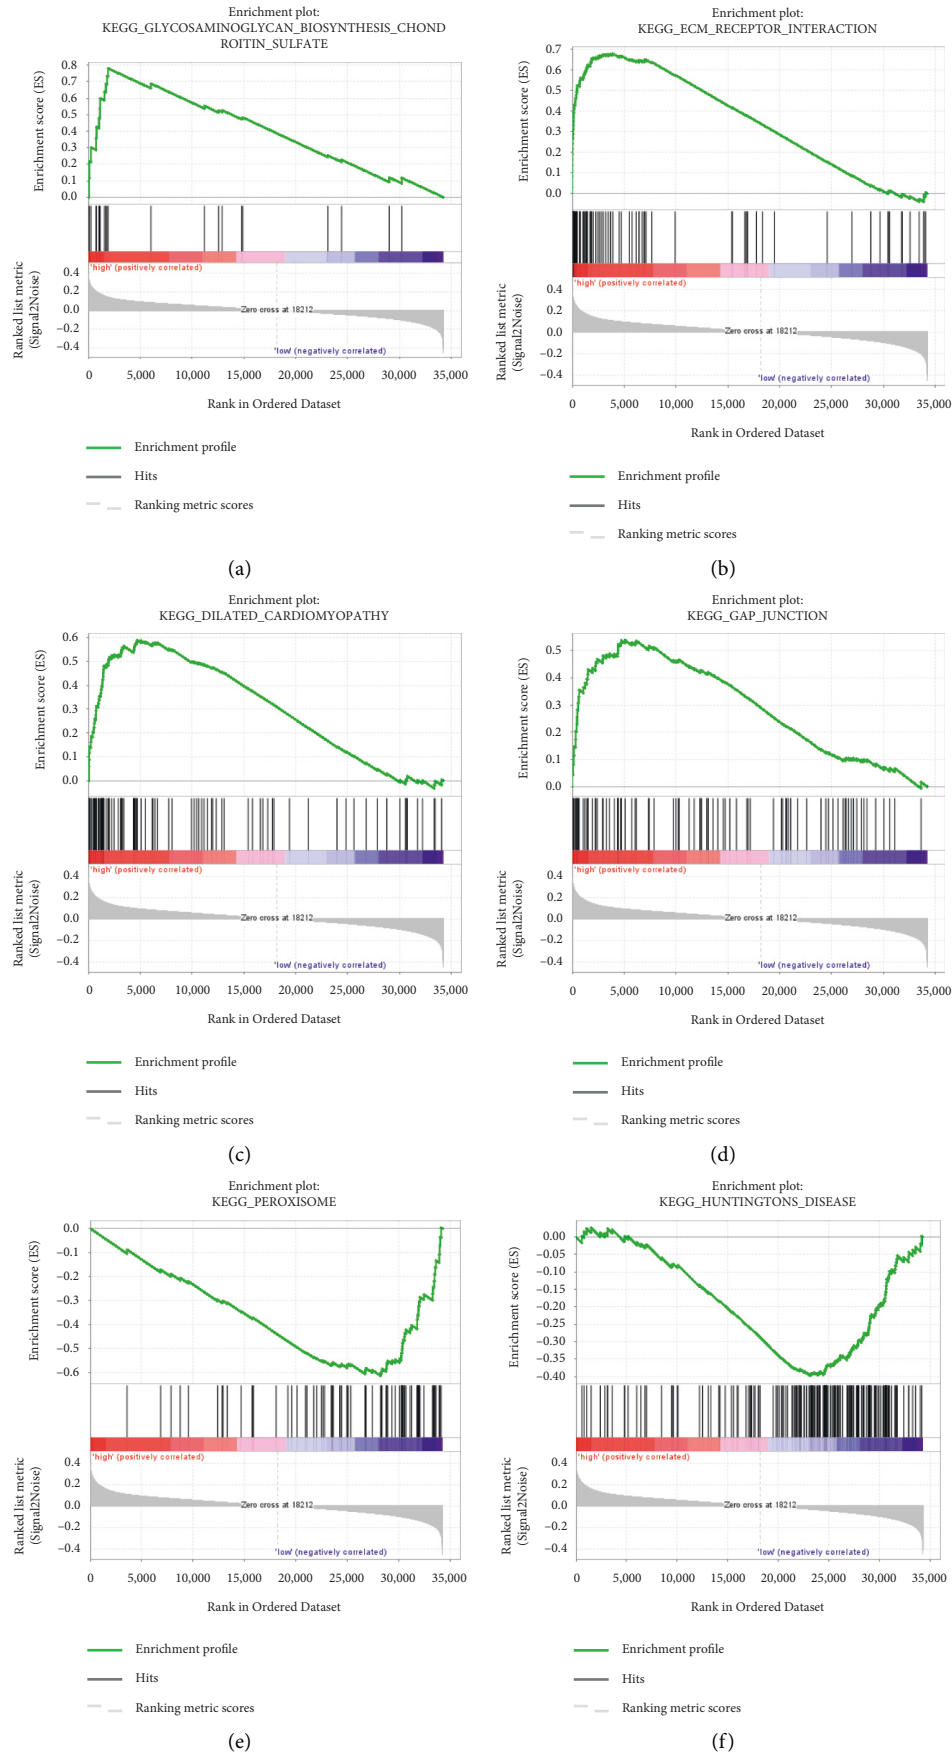 Enrichment plot:
KEGG_GLYCOSAMINOGLYCAN_BIOSYNTHESIS_CHOND
ROITIN_SULFATE
Enrichment score (ES)
0.8
0.7
0.6
0.5
0.4
0.3
0.2
0.1
0.0
'high' (positively correlated)
Ranked list metric
(Signal2Noise)
0.4
0.2
0.0
−0.2
−0.4
Zero cross at 18212
'low' (negatively correlated)
0 5,000 10,000 15,000 20,000 25,000 30,000 35,000
Rank in Ordered Dataset
Enrichment profile
Hits
Ranking metric scores
(a)
Enrichment plot:
KEGG_ECM_RECEPTOR_INTERACTION
Enrichment score (ES)
0.7
0.6
0.5
0.4
0.3
0.2
0.1
0.0
'high' (positively correlated)
Ranked list metric
(Signal2Noise)
0.4
0.2
0.0
−0.2
−0.4
Zero cross at 18212
'low' (negatively correlated)
0 5,000 10,000 15,000 20,000 25,000 30,000 35,000
Rank in Ordered Dataset
Enrichment profile
Hits
Ranking metric scores
(b)
Enrichment plot:
KEGG_DILATED_CARDIOMYOPATHY
Enrichment score (ES)
0.6
0.5
0.4
0.3
0.2
0.1
0.0
'high' (positively correlated)
Ranked list metric
(Signal2Noise)
0.4
0.2
0.0
−0.2
−0.4
Zero cross at 18212
'low' (negatively correlated)
0 5,000 10,000 15,000 20,000 25,000 30,000 35,000
Rank in Ordered Dataset
Enrichment profile
Hits
Ranking metric scores
(c)
Enrichment plot:
KEGG_GAP_JUNCTION
Enrichment score (ES)
0.5
0.4
0.3
0.2
0.1
0.0
'high' (positively correlated)
Ranked list metric
(Signal2Noise)
0.4
0.2
0.0
−0.2
−0.4
Zero cross at 18212
'low' (negatively correlated)
0 5,000 10,000 15,000 20,000 25,000 30,000 35,000
Rank in Ordered Dataset
Enrichment profile
Hits
Ranking metric scores
(d)
Enrichment plot:
KEGG_PEROXISOME
Enrichment score (ES)
0.0
−0.1
−0.2
−0.3
−0.4
−0.5
−0.6
'high' (positively correlated)
Ranked list metric
(Signal2Noise)
0.4
0.2
0.0
−0.2
−0.4
Zero cross at 18212
'low' (negatively correlated)
0 5,000 10,000 15,000 20,000 25,000 30,000 35,000
Rank in Ordered Dataset
Enrichment profile
Hits
Ranking metric scores
(e)
Enrichment plot:
KEGG_HUNTINGTONS_DISEASE
Enrichment score (ES)
0.00
−0.05
−0.10
−0.15
−0.20
−0.25
−0.30
−0.35
−0.40
'high' (positively correlated)
Ranked list metric
(Signal2Noise)
0.4
0.2
0.0
−0.2
−0.4
Zero cross at 18212
'low' (negatively correlated)
0 5,000 10,000 15,000 20,000 25,000 30,000 35,000
Rank in Ordered Dataset
Enrichment profile
Hits
Ranking metric scores
(f)